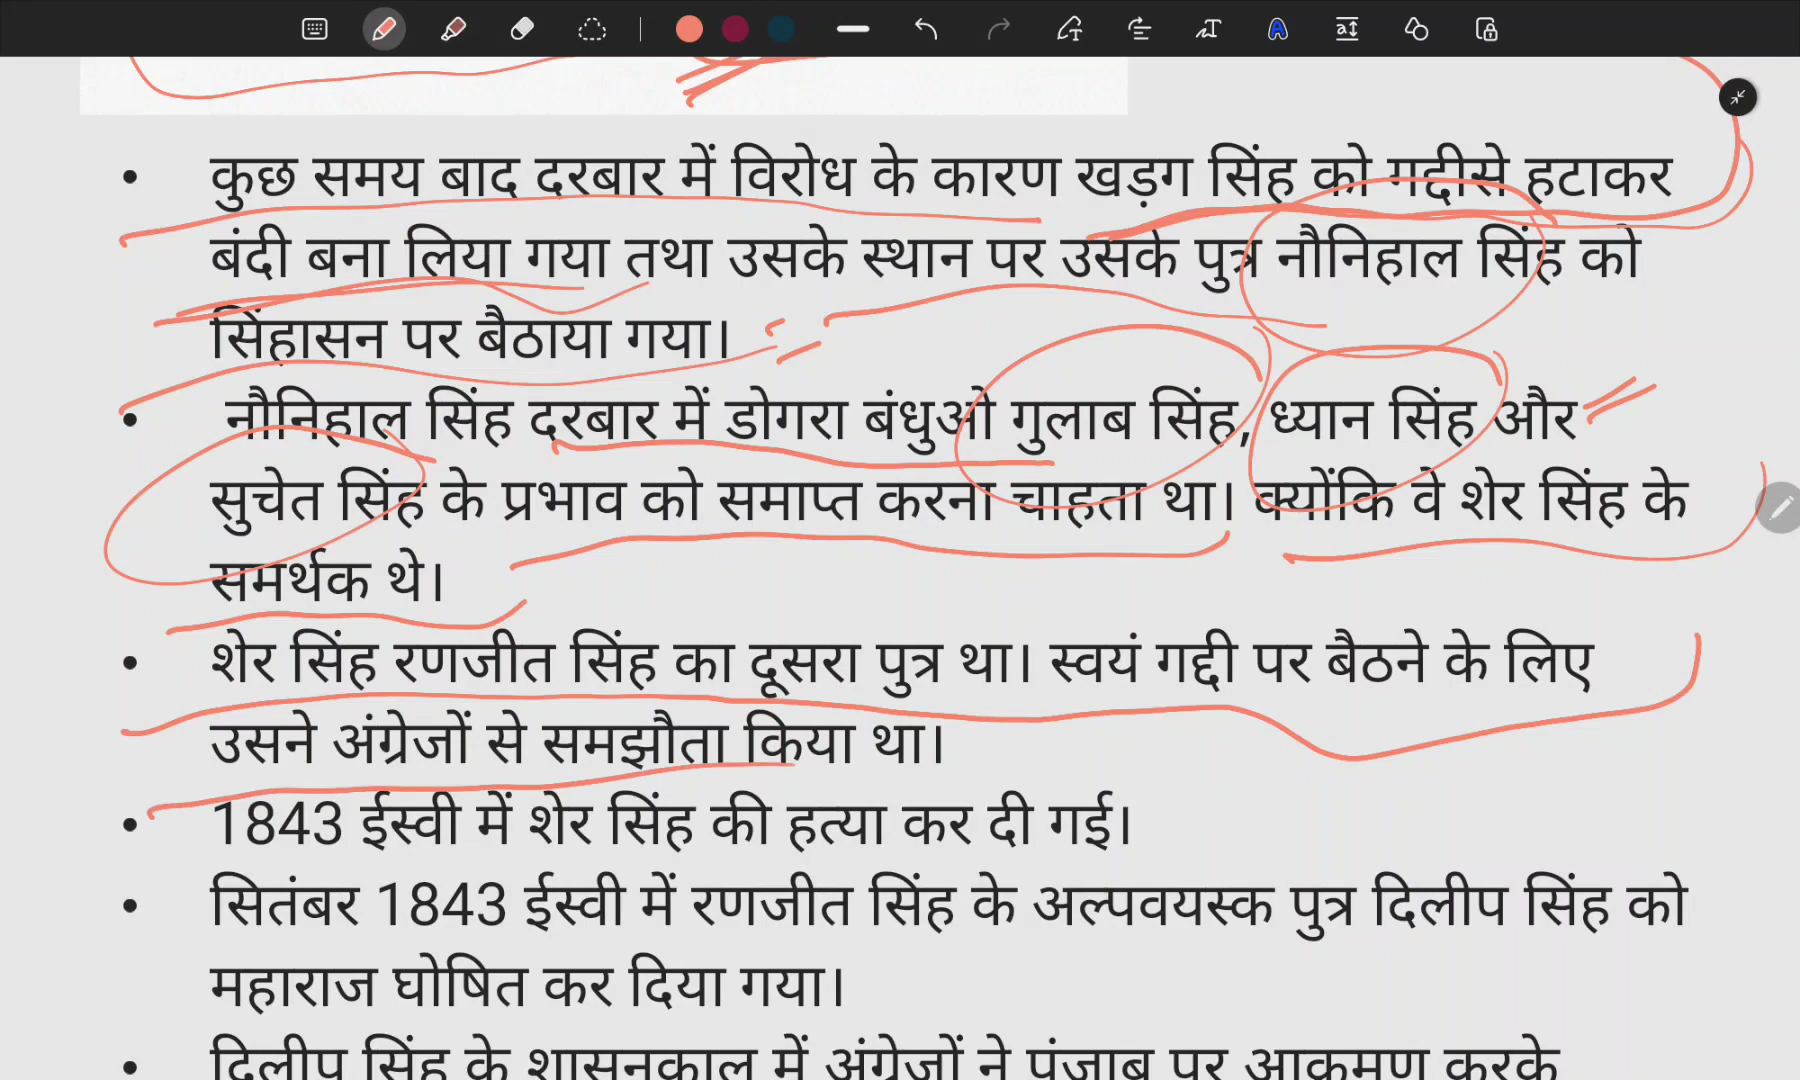 कुछ समय बाद दरबार में विरोध के कारण खड़ग सिंह को गद्दीसे हटाकर
बंदी बना लिया गया तथा उसके स्थान पर उसके पुत्र नौनिहाल सिंह को
सिंहासन पर बैठाया गया।
नौनिहाल सिंह दरबार में डोगरा बंधुओ गुलाब सिंह, ध्यान सिंह और
सुचेत सिंह के प्रभाव को समाप्त करना चाहता था। क्योंकि वे शेर सिंह के
समर्थक थे।
शेर सिंह रणजीत सिंह का दूसरा पुत्र था। स्वयं गद्दी पर बैठने के लिए
उसने अंग्रेजों से समझौता किया था।
1843 ईस्वी में शेर सिंह की हत्या कर दी गई।
सितंबर 1843 ईस्वी में रणजीत सिंह के अल्पवयस्क पुत्र दिलीप सिंह को
महाराज घोषित कर दिया गया।
दिलीप सिंह के शासनकाल में अंग्रेजों ने पंजाब पर आक्रमण करके